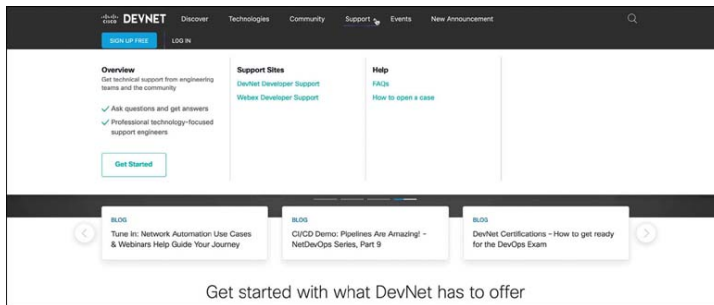 CISCO DEVNET Discover Technologies Community Support Events New Announcement
SIGN UP FREE LOG IN
Overview
Get technical support from engineering
teams and the community
Ask questions and get answers
Professional technology-focused
support engineers
Get Started
Support Sites
DevNet Developer Support
Webex Developer Support
Help
FAQs
How to open a case
BLOG
Tune in: Network Automation Use Cases
& Webinars Help Guide Your Journey
BLOG
CI/CD Demo: Pipelines Are Amazing! -
NetDevOps Series, Part 9
BLOG
DevNet Certifications - How to get ready
for the DevOps Exam
Get started with what DevNet has to offer